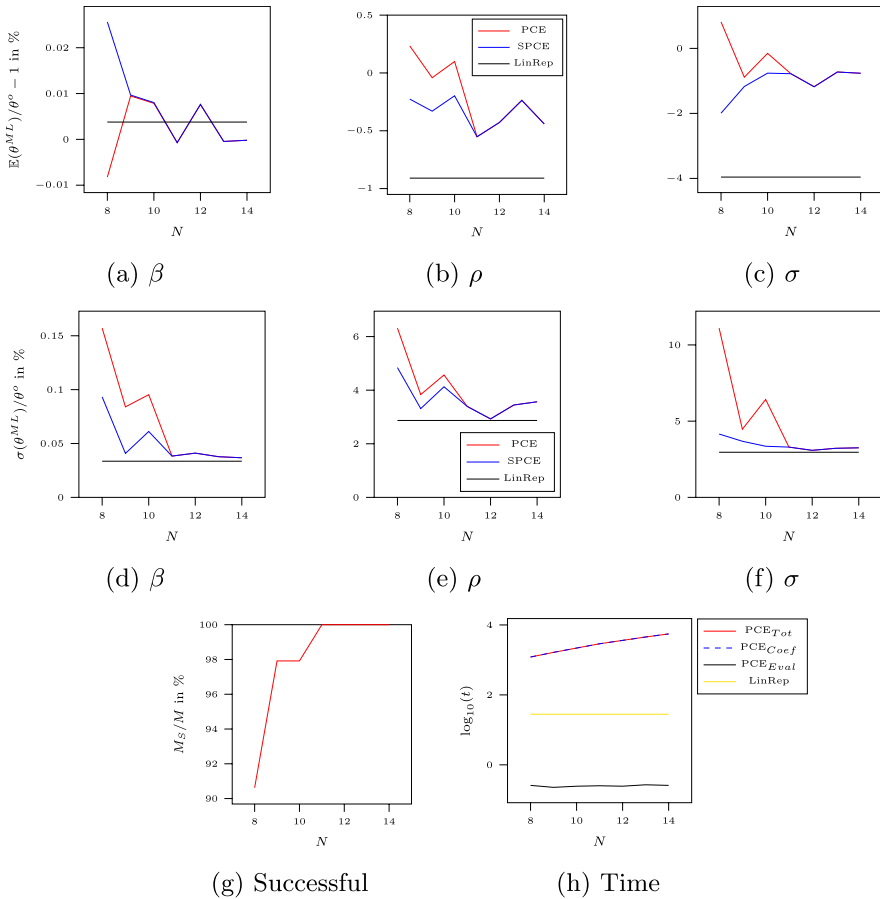 0.02
0.01
0
−0.01
8 10 12 14
N
𝔼(θ^{ML})/θ^o − 1 in %
(a) β
0.5
0
−0.5
−1
8 10 12 14
N
PCE
SPCE
LinRep
(b) ρ
0
−2
−4
8 10 12 14
N
(c) σ
0.15
0.1
0.05
0
8 10 12 14
N
σ(θ^{ML})/θ^o in %
(d) β
6
4
2
0
8 10 12 14
N
PCE
SPCE
LinRep
(e) ρ
10
5
0
8 10 12 14
N
(f) σ
100
98
96
94
92
90
8 10 12 14
N
M_S/M in %
(g) Successful
4
2
0
8 10 12 14
N
log_{10}(t)
PCE_{Tot}
PCE_{Coef}
PCE_{Eval}
LinRep
(h) Time